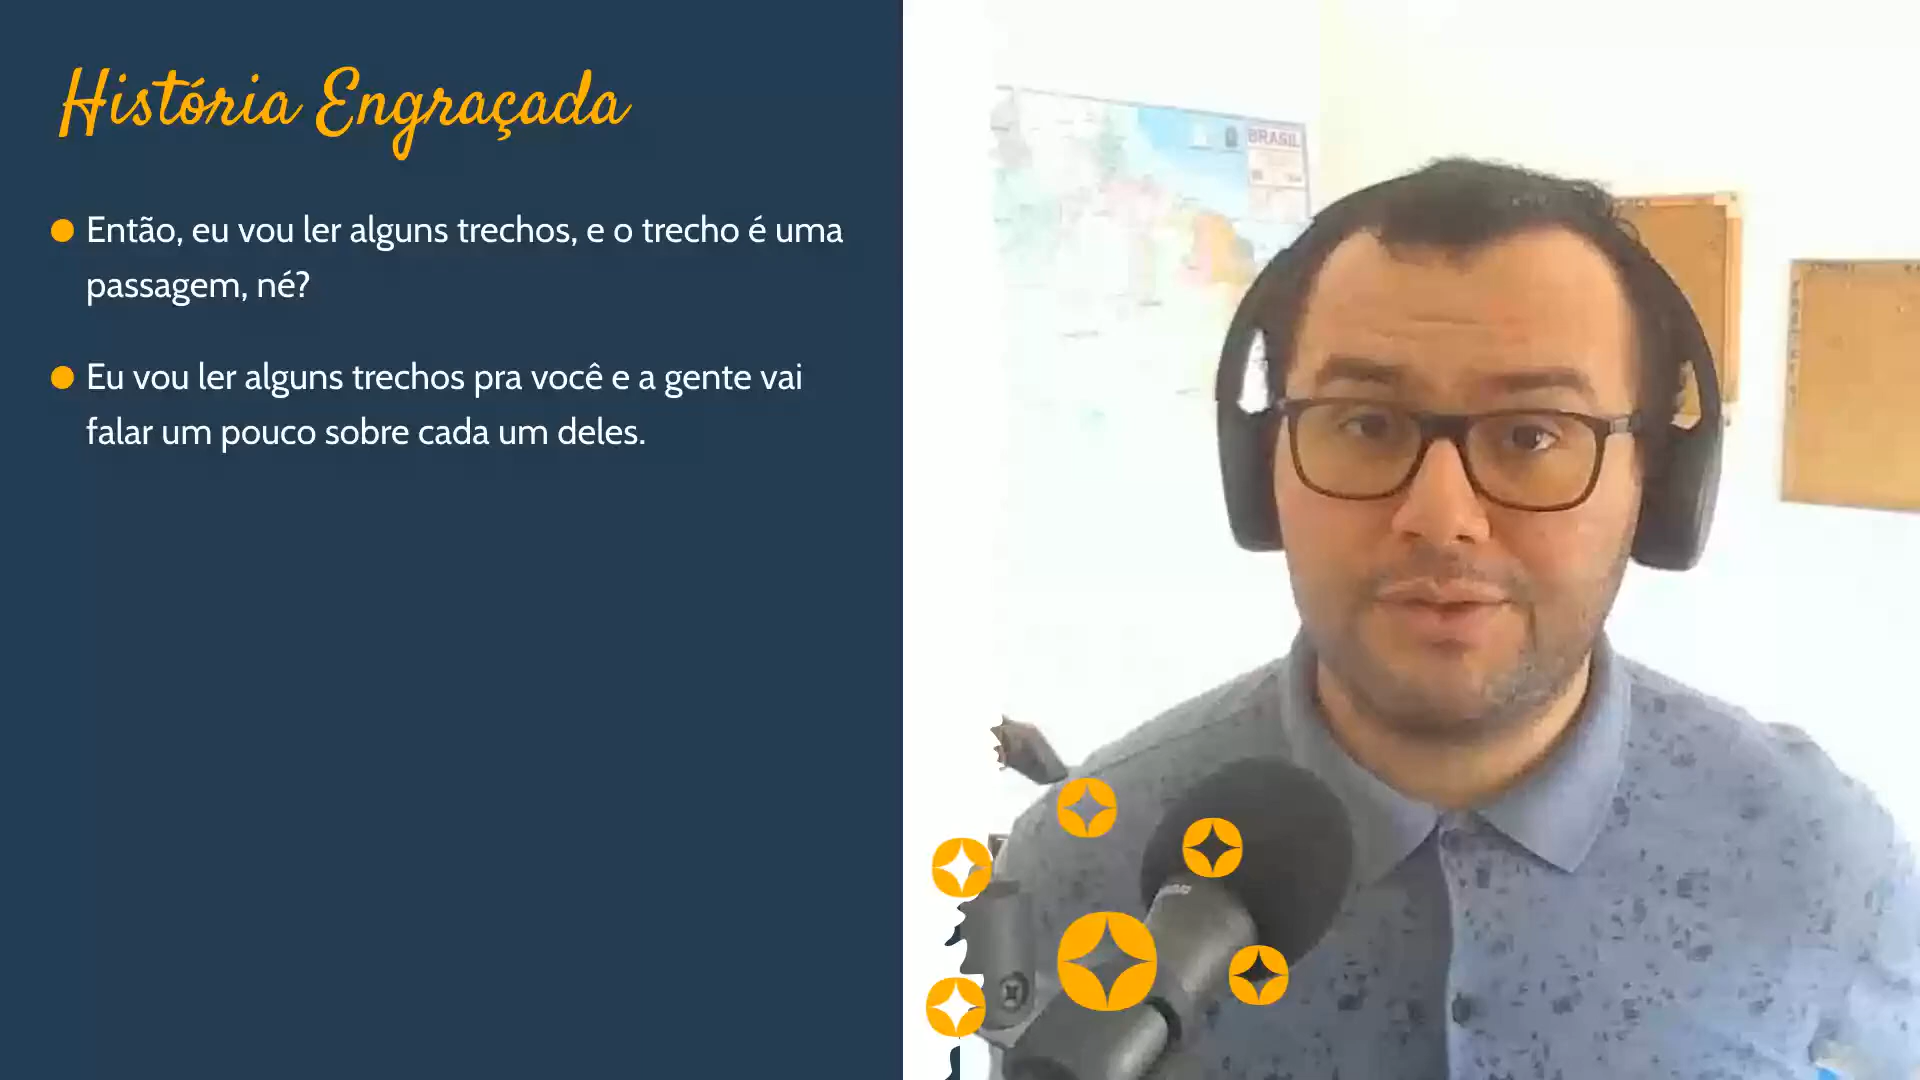 História Engraçada
Então, eu vou ler alguns trechos, e o trecho é uma
passagem, né?
Eu vou ler alguns trechos pra você e a gente vai
falar um pouco sobre cada um deles.
BRASIL